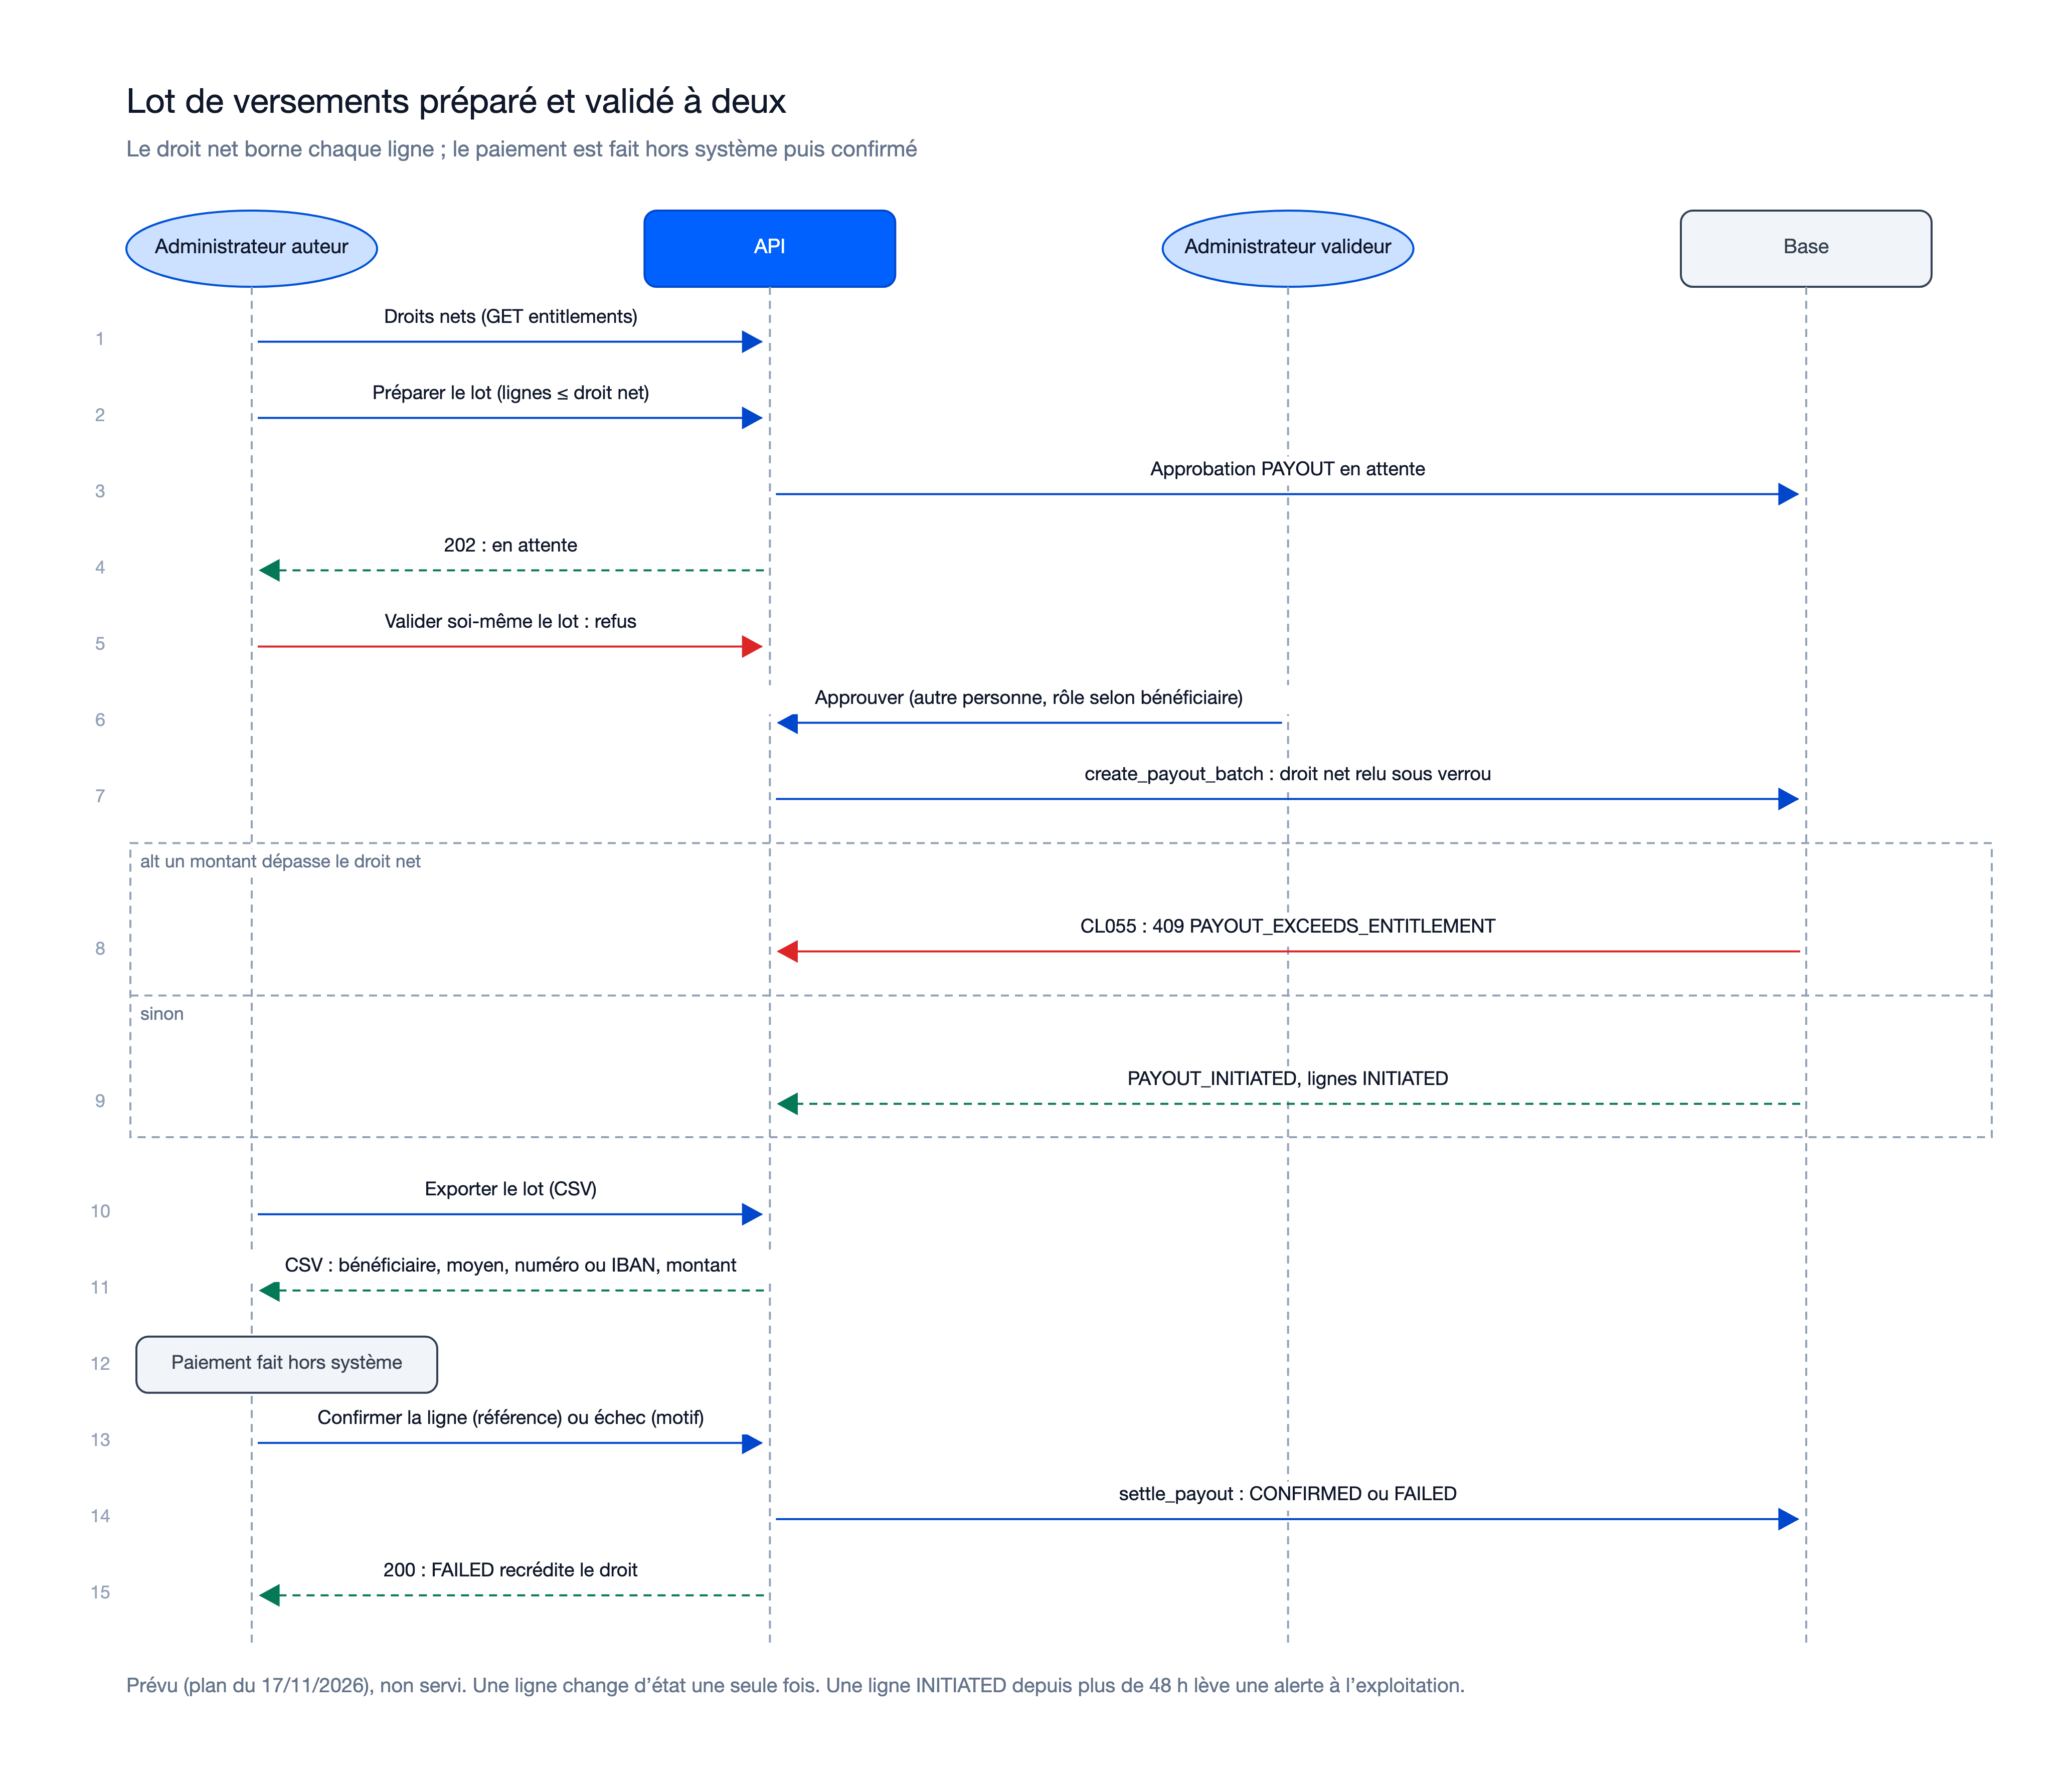 Lot de versements préparé et validé à deux
Le droit net borne chaque ligne ; le paiement est fait hors système puis confirmé
Administrateur auteur
API
Administrateur valideur
Base
Droits nets (GET entitlements)
1
Préparer le lot (lignes ≤ droit net)
2
Approbation PAYOUT en attente
3
202 : en attente
4
Valider soi-même le lot : refus
5
Approuver (autre personne, rôle selon bénéficiaire)
6
create_payout_batch : droit net relu sous verrou
7
alt un montant dépasse le droit net
CL055 : 409 PAYOUT_EXCEEDS_ENTITLEMENT
8
sinon
PAYOUT_INITIATED, lignes INITIATED
9
Exporter le lot (CSV)
10
CSV : bénéficiaire, moyen, numéro ou IBAN, montant
11
Paiement fait hors système
12
Confirmer la ligne (référence) ou échec (motif)
13
settle_payout : CONFIRMED ou FAILED
14
200 : FAILED recrédite le droit
15
Prévu (plan du 17/11/2026), non servi. Une ligne change d’état une seule fois. Une ligne INITIATED depuis plus de 48 h lève une alerte à l’exploitation.